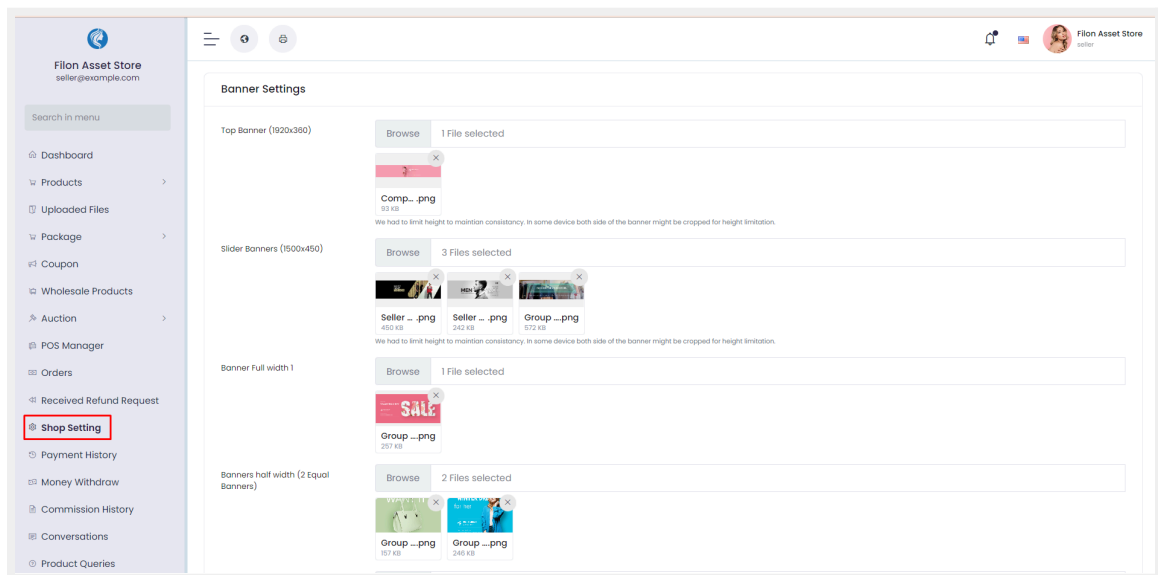 Filon Asset Store
seller@example.com
Search in menu
Dashboard
Products
Uploaded Files
Package
Coupon
Wholesale Products
Auction
POS Manager
Orders
Received Refund Request
Shop Setting
Payment History
Money Withdraw
Commission History
Conversations
Product Queries
Filon Asset Store
seller
Banner Settings
Top Banner (1920x360)
Browse 1 File selected
Comp... .png
93 KB
We had to limit height to maintian consistancy. In some device both side of the banner might be cropped for height limitation.
Slider Banners (1500x450)
Browse 3 Files selected
MEN
Seller ... .png Seller ... .png Group ....png
450 KB 242 KB 572 KB
We had to limit height to maintian consistancy. In some device both side of the banner might be cropped for height limitation.
Banner Full width 1
Browse 1 File selected
SALE
Group ....png
257 KB
Banners half width (2 Equal
Banners)
Browse 2 Files selected
for her
Group ....png Group ....png
157 KB 246 KB